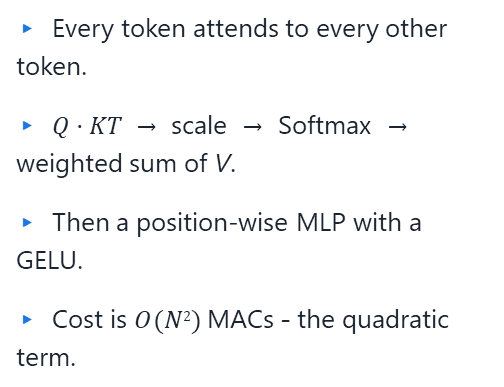 ▸ Every token attends to every other
token.
▸ Q · KT → scale → Softmax →
weighted sum of V.
▸ Then a position-wise MLP with a
GELU.
▸ Cost is O(N²) MACs - the quadratic
term.